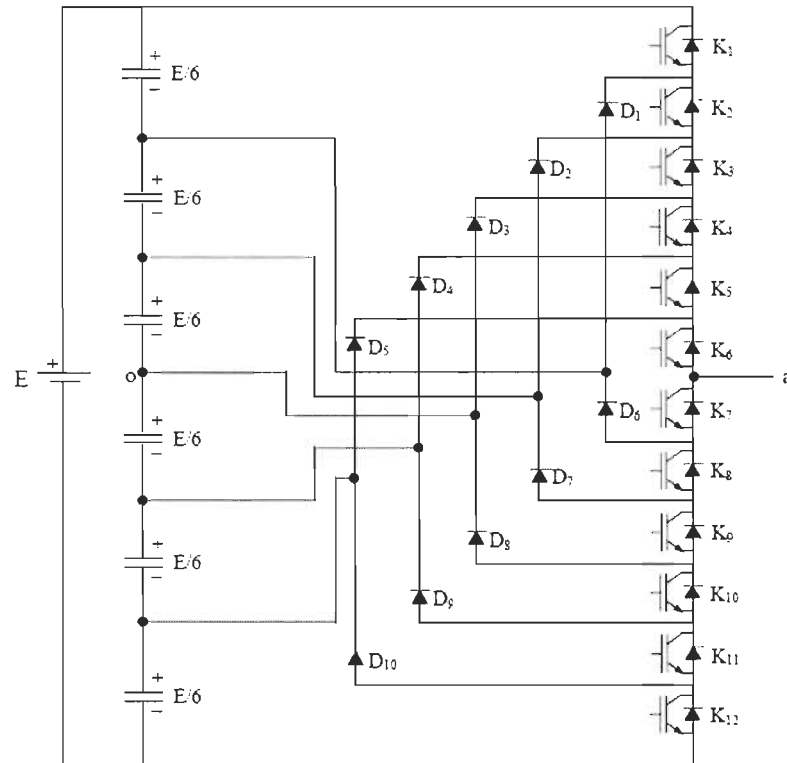 +
E/6
−
+
E/6
−
+
E/6
−
+
E
o
+
E/6
−
+
E/6
−
+
E/6
−
D₁
D₂
D₃
D₄
D₅
D₆
D₇
D₈
D₉
D₁₀
K₁
K₂
K₃
K₄
K₅
K₆
K₇
K₈
K₉
K₁₀
K₁₁
K₁₂
a